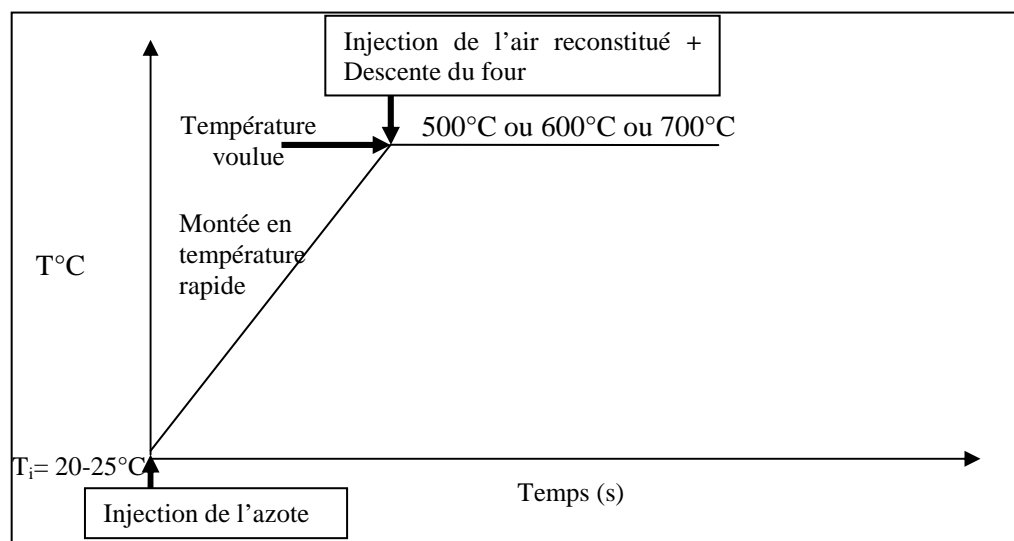 Injection de l’air reconstitué +
Descente du four
Température
voulue
500°C ou 600°C ou 700°C
Montée en
température
rapide
T°C
Ti= 20-25°C
Temps (s)
Injection de l’azote